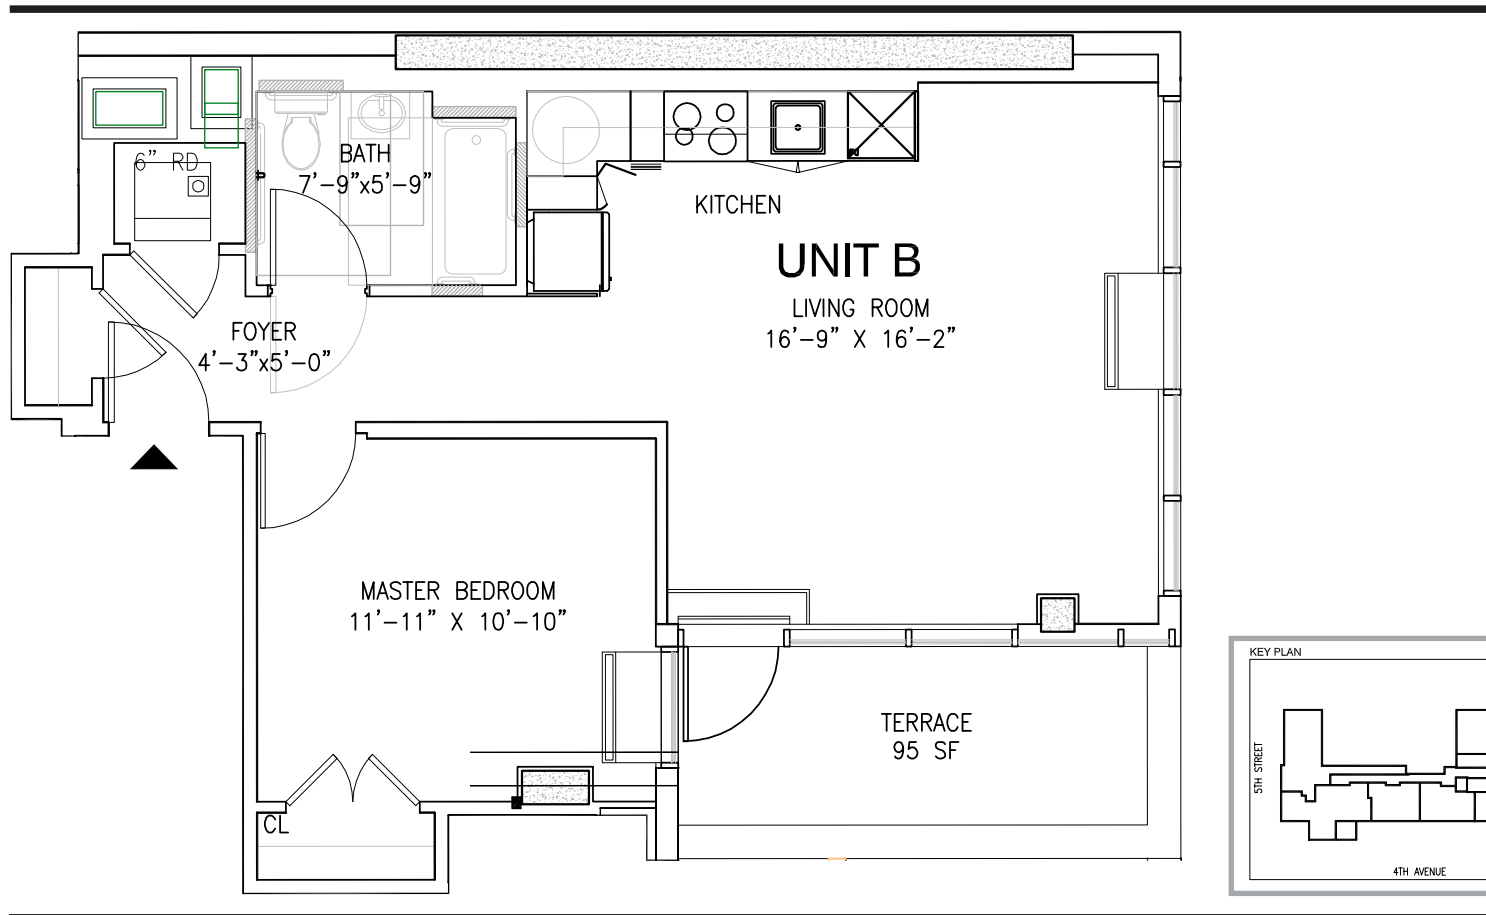 6” RD
BATH
7’-9”x5’-9”
KITCHEN
UNIT B
LIVING ROOM
16’-9” X 16’-2”
FOYER
4’-3”x5’-0”
MASTER BEDROOM
11’-11” X 10’-10”
TERRACE
95 SF
CL
KEY PLAN
5TH STREET
4TH AVENUE